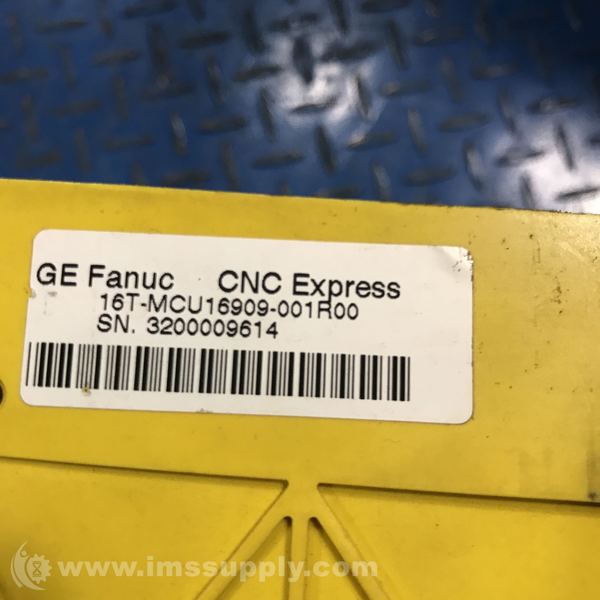 GE Fanuc CNC Express
16T-MCU16909-001R00
SN. 3200009614
www.imssupply.com